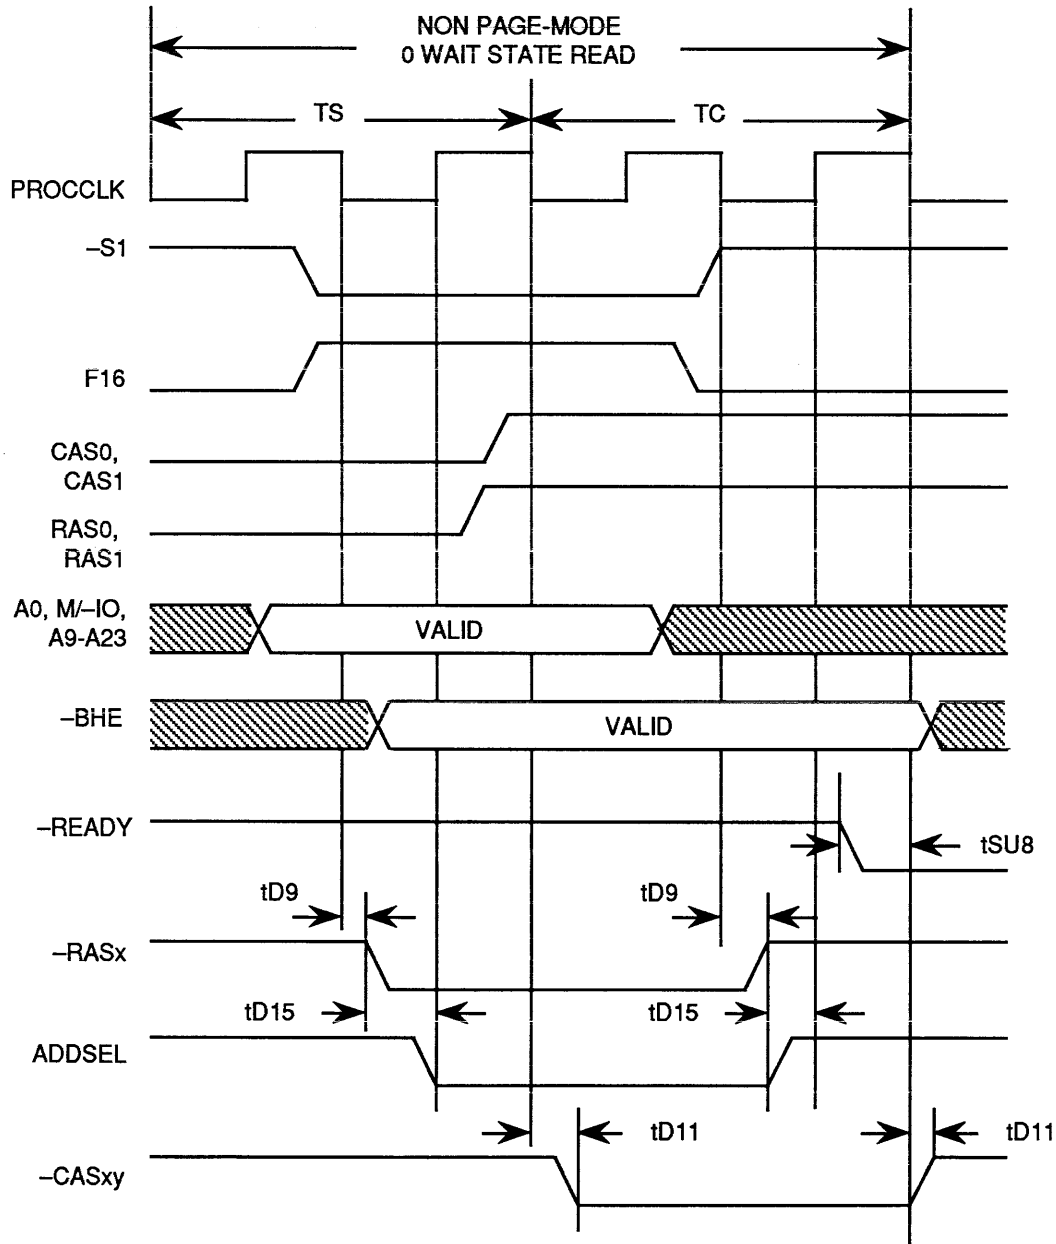 NON PAGE-MODE
0 WAIT STATE READ
TS
TC
PROCCLK
–S1
F16
CAS0,
CAS1
RAS0,
RAS1
A0, M/–IO,
A9-A23
VALID
–BHE
VALID
–READY
tSU8
tD9
tD9
–RASx
tD15
tD15
ADDSEL
tD11
tD11
–CASxy